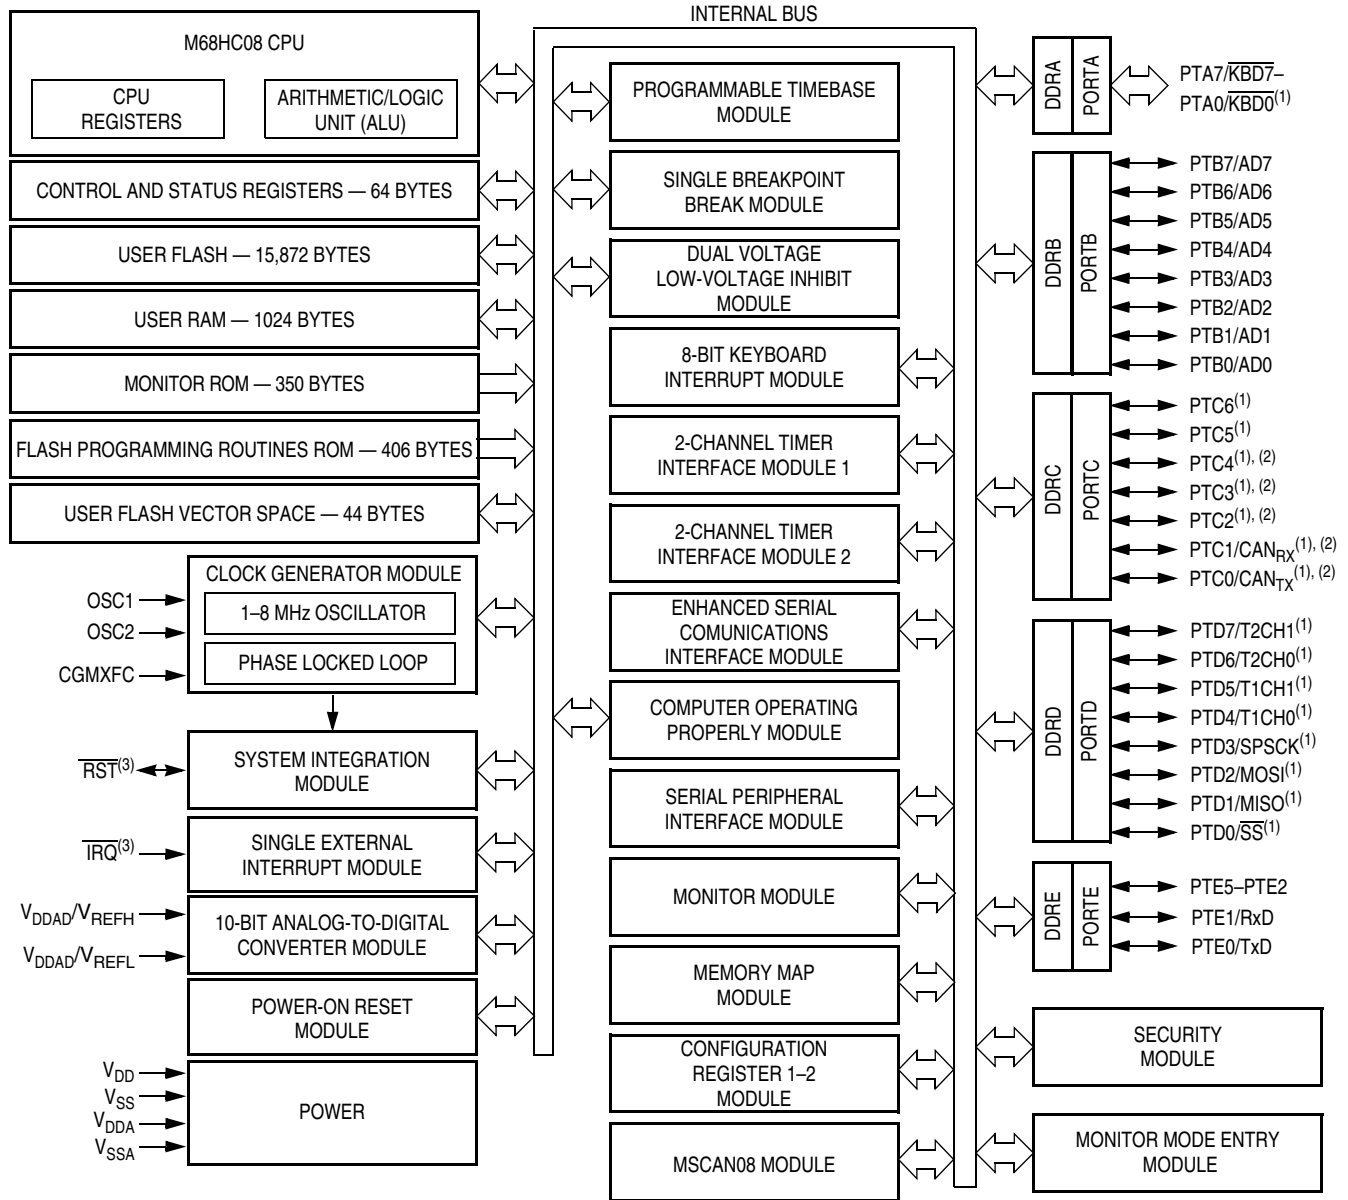 INTERNAL BUS
M68HC08 CPU
CPU
REGISTERS
ARITHMETIC/LOGIC
UNIT (ALU)
CONTROL AND STATUS REGISTERS — 64 BYTES
USER FLASH — 15,872 BYTES
USER RAM — 1024 BYTES
MONITOR ROM — 350 BYTES
FLASH PROGRAMMING ROUTINES ROM — 406 BYTES
USER FLASH VECTOR SPACE — 44 BYTES
CLOCK GENERATOR MODULE
1–8 MHz OSCILLATOR
PHASE LOCKED LOOP
OSC1
OSC2
CGMXFC
SYSTEM INTEGRATION
MODULE
RST(3)
SINGLE EXTERNAL
INTERRUPT MODULE
IRQ(3)
10-BIT ANALOG-TO-DIGITAL
CONVERTER MODULE
VDDAD/VREFH
VDDAD/VREFL
POWER-ON RESET
MODULE
POWER
VDD
VSS
VDDA
VSSA
PROGRAMMABLE TIMEBASE
MODULE
SINGLE BREAKPOINT
BREAK MODULE
DUAL VOLTAGE
LOW-VOLTAGE INHIBIT
MODULE
8-BIT KEYBOARD
INTERRUPT MODULE
2-CHANNEL TIMER
INTERFACE MODULE 1
2-CHANNEL TIMER
INTERFACE MODULE 2
ENHANCED SERIAL
COMUNICATIONS
INTERFACE MODULE
COMPUTER OPERATING
PROPERLY MODULE
SERIAL PERIPHERAL
INTERFACE MODULE
MONITOR MODULE
MEMORY MAP
MODULE
CONFIGURATION
REGISTER 1–2
MODULE
MSCAN08 MODULE
DDRA
PORTA
PTA7/KBD7–
PTA0/KBD0(1)
DDRB
PORTB
PTB7/AD7
PTB6/AD6
PTB5/AD5
PTB4/AD4
PTB3/AD3
PTB2/AD2
PTB1/AD1
PTB0/AD0
DDRC
PORTC
PTC6(1)
PTC5(1)
PTC4(1), (2)
PTC3(1), (2)
PTC2(1), (2)
PTC1/CANRX(1), (2)
PTC0/CANTX(1), (2)
DDRD
PORTD
PTD7/T2CH1(1)
PTD6/T2CH0(1)
PTD5/T1CH1(1)
PTD4/T1CH0(1)
PTD3/SPSCK(1)
PTD2/MOSI(1)
PTD1/MISO(1)
PTD0/SS(1)
DDRE
PORTE
PTE5–PTE2
PTE1/RxD
PTE0/TxD
SECURITY
MODULE
MONITOR MODE ENTRY
MODULE